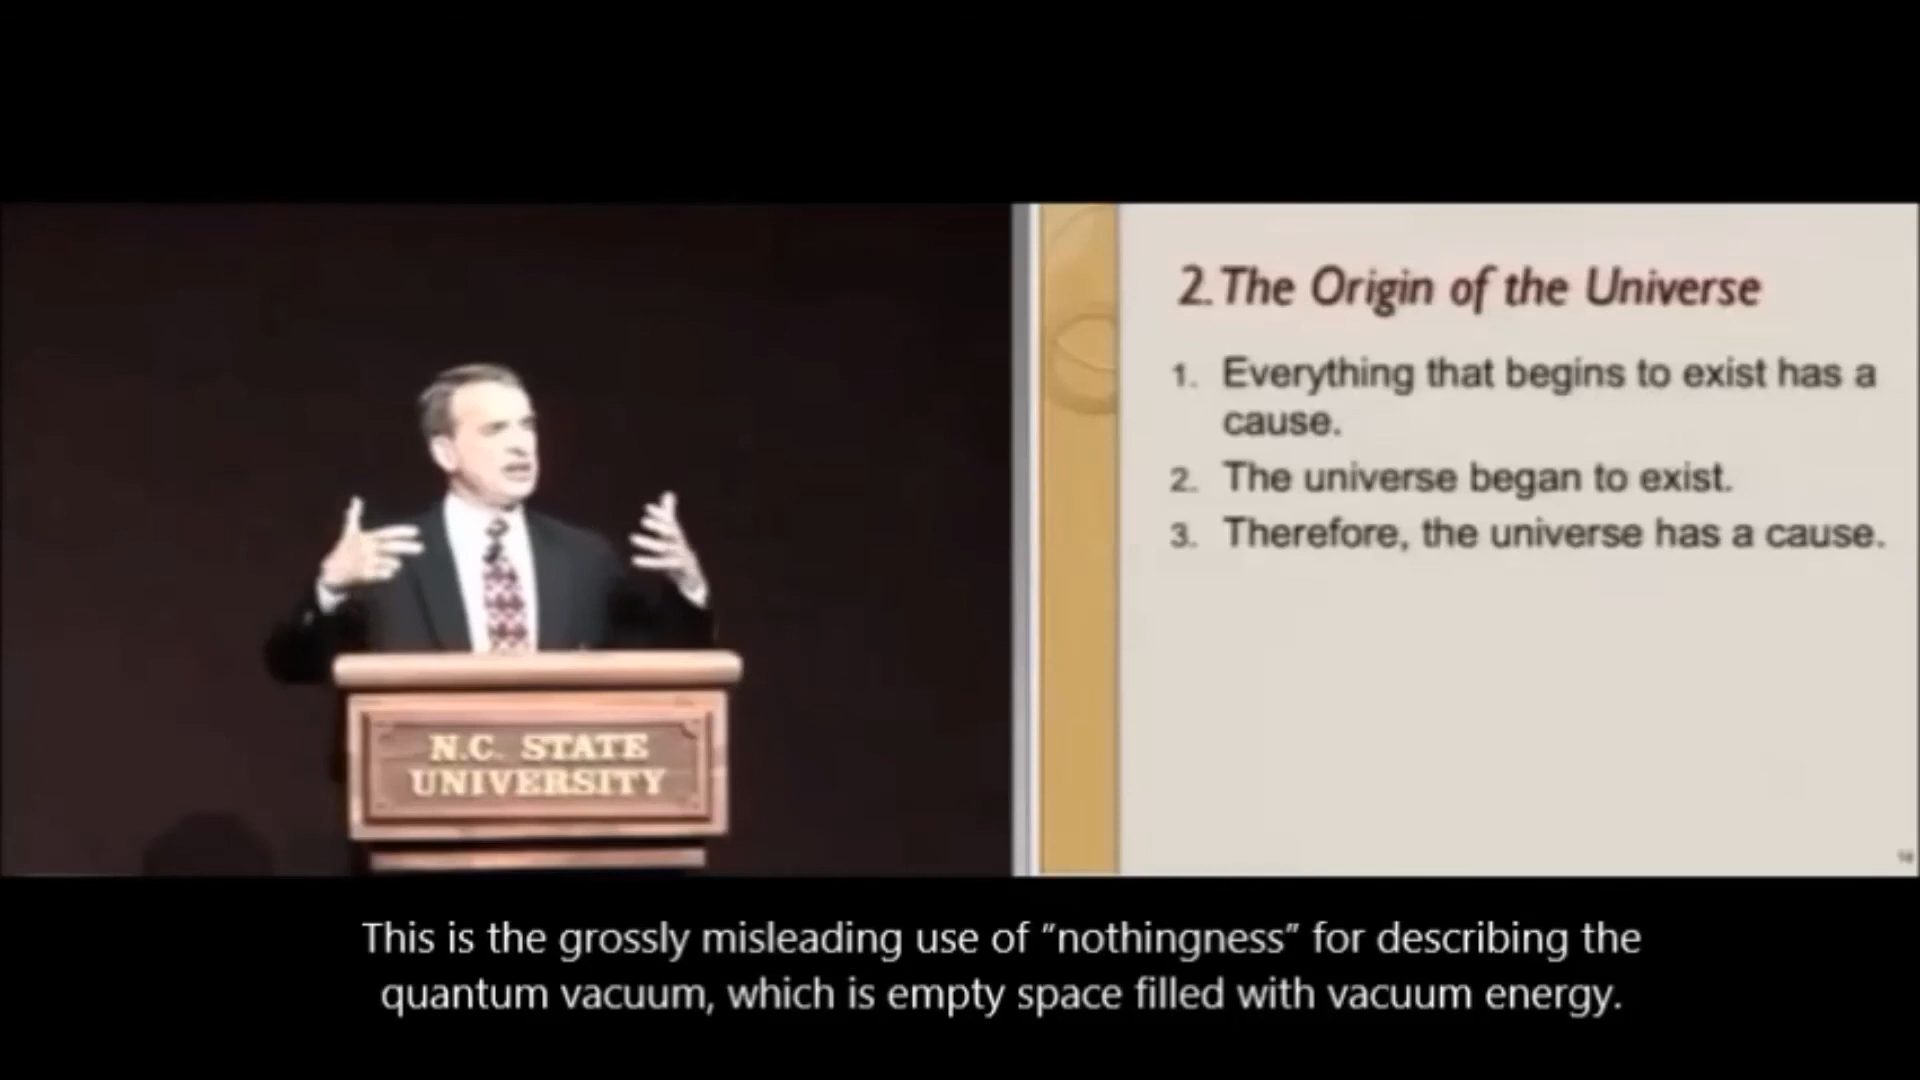 2. The Origin of the Universe
1. Everything that begins to exist has a
cause.
2. The universe began to exist.
3. Therefore, the universe has a cause.
N.C. STATE
UNIVERSITY
This is the grossly misleading use of “nothingness” for describing the
quantum vacuum, which is empty space filled with vacuum energy.